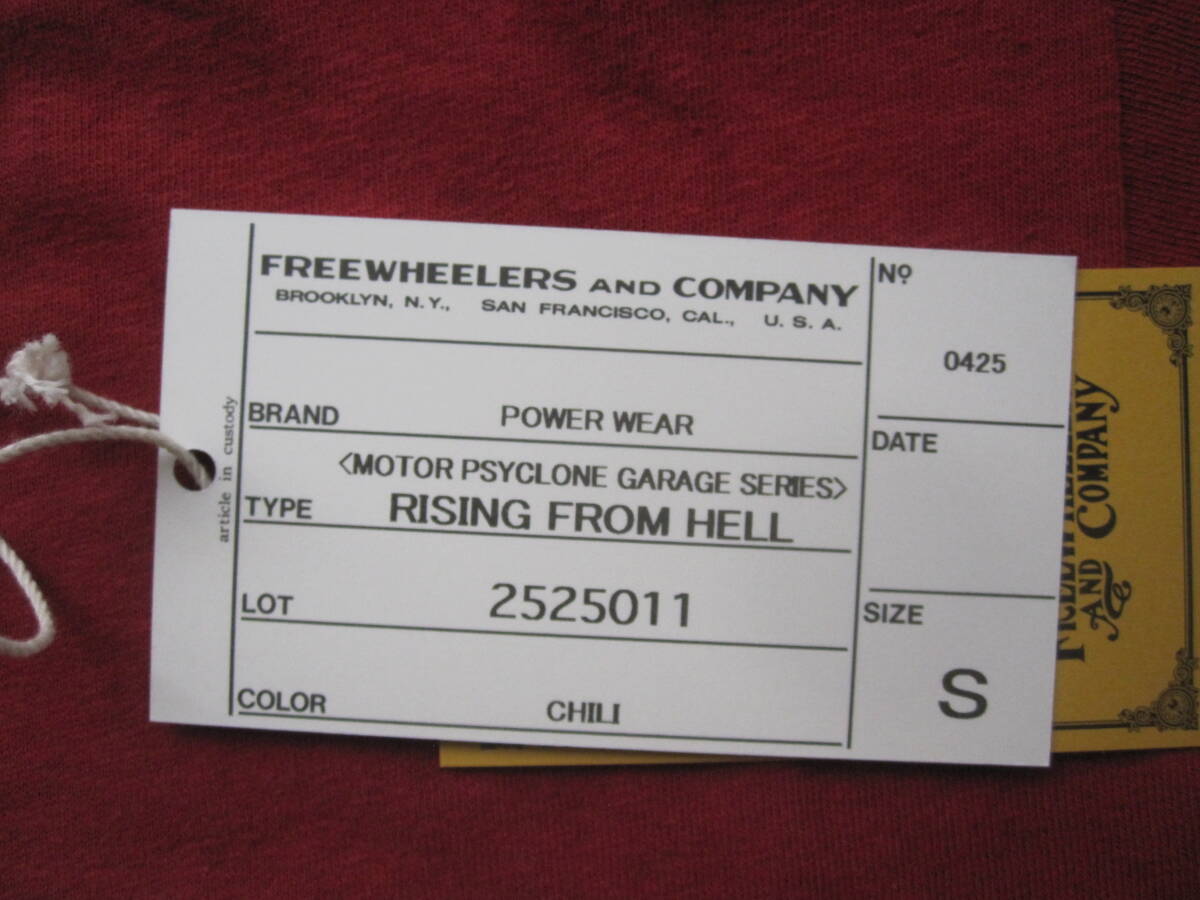 FREEWHEELERS AND COMPANY
BROOKLYN, N. Y., SAN FRANCISCO, CAL., U. S. A.
BRAND POWER WEAR
<MOTOR PSYCLONE GARAGE SERIES>
TYPE RISING FROM HELL
LOT 2525011
COLOR CHILI
Nº
0425
DATE
SIZE
S
article in custody
AND COMPANY